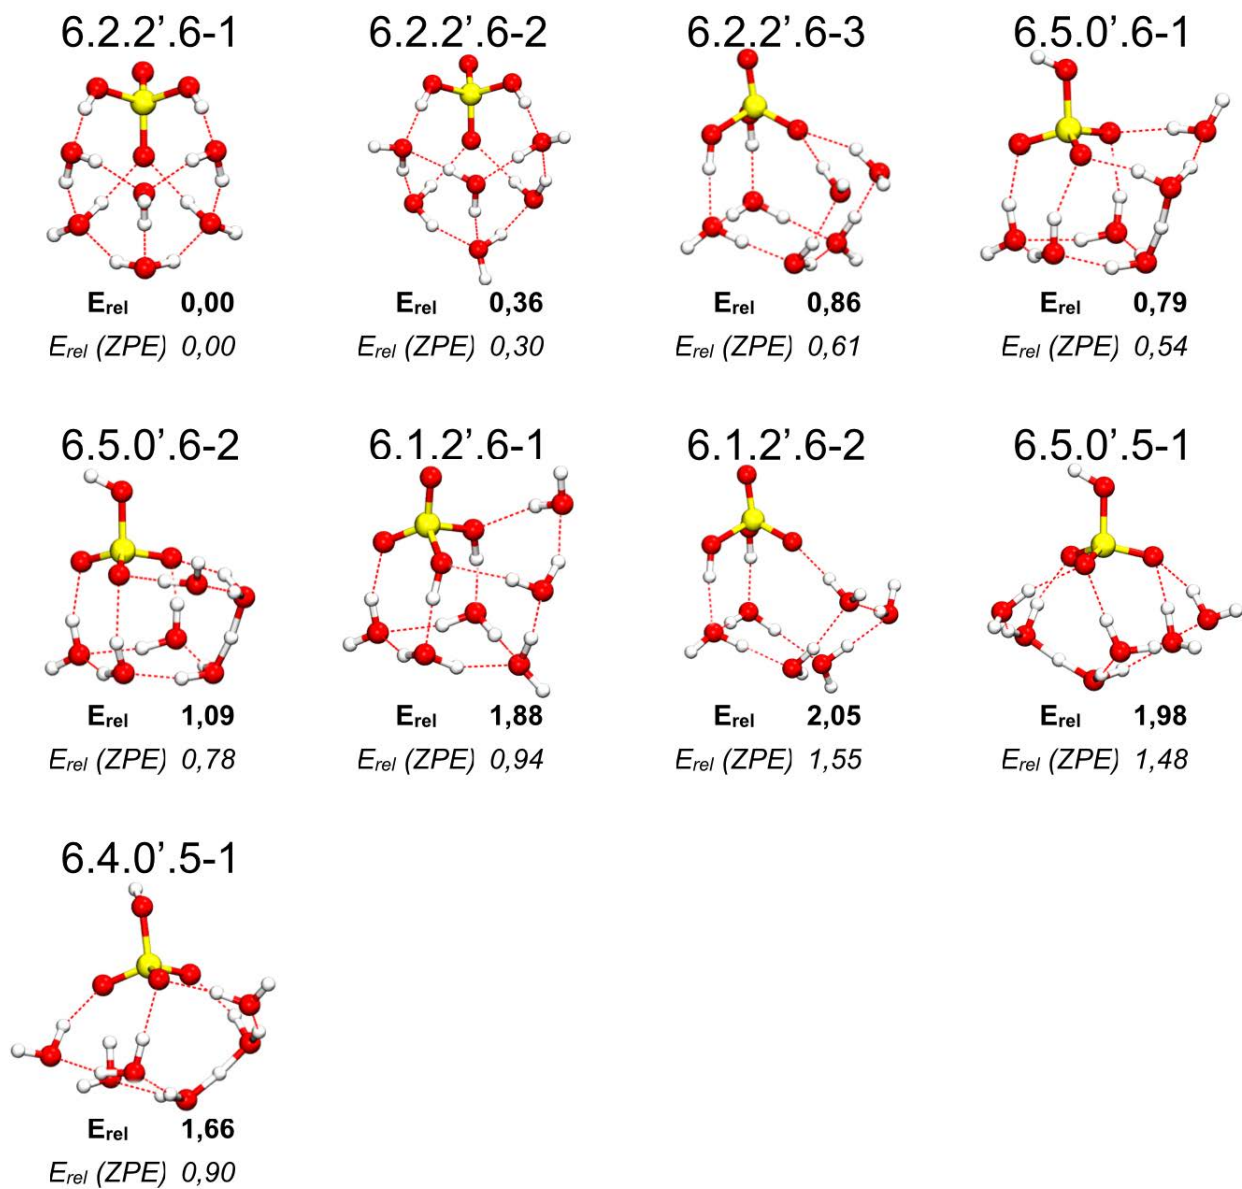 6.2.2'.6-1 6.2.2'.6-2 6.2.2'.6-3 6.5.0'.6-1
Erel 0,00 Erel 0,36 Erel 0,86 Erel 0,79
Erel (ZPE) 0,00 Erel (ZPE) 0,30 Erel (ZPE) 0,61 Erel (ZPE) 0,54
6.5.0'.6-2 6.1.2'.6-1 6.1.2'.6-2 6.5.0'.5-1
Erel 1,09 Erel 1,88 Erel 2,05 Erel 1,98
Erel (ZPE) 0,78 Erel (ZPE) 0,94 Erel (ZPE) 1,55 Erel (ZPE) 1,48
6.4.0'.5-1
Erel 1,66
Erel (ZPE) 0,90